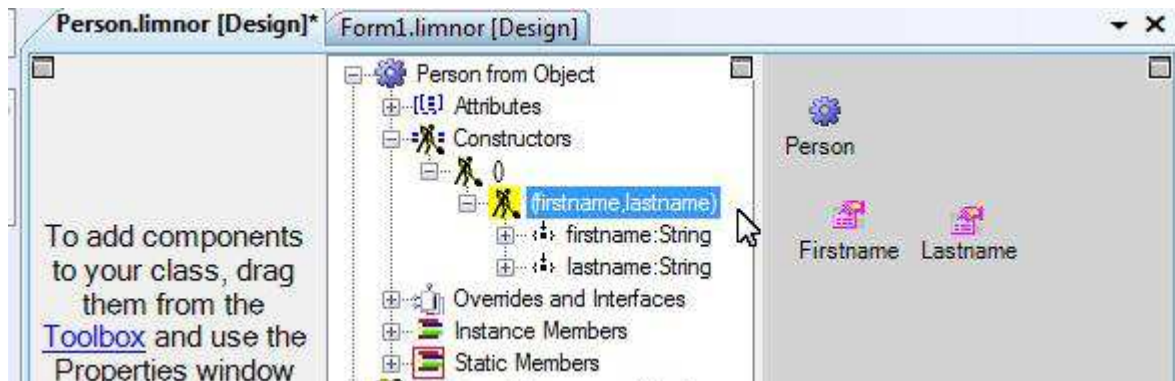 Person.limnor [Design]*
Form1.limnor [Design]
To add components
to your class, drag
them from the
Toolbox and use the
Properties window
Person from Object
Attributes
Constructors
()
(firstname,lastname)
firstname:String
lastname:String
Overrides and Interfaces
Instance Members
Static Members
Person
Firstname
Lastname